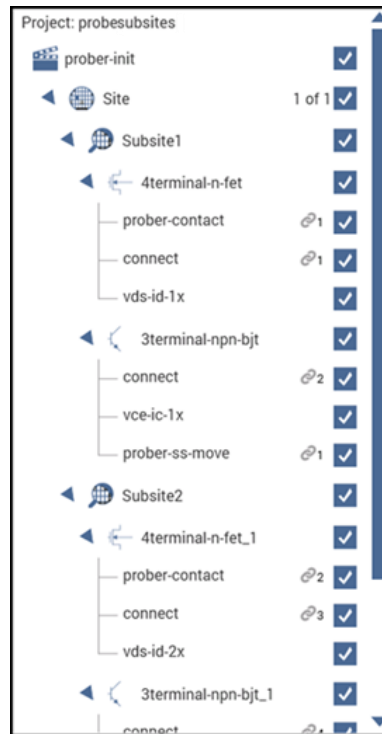 Project: probesubsites
prober-init
Site 1 of 1
Subsite1
4terminal-n-fet
prober-contact 1
connect 1
vds-id-1x
3terminal-npn-bjt
connect 2
vce-ic-1x
prober-ss-move 1
Subsite2
4terminal-n-fet_1
prober-contact 2
connect 3
vds-id-2x
3terminal-npn-bjt_1
connect 4